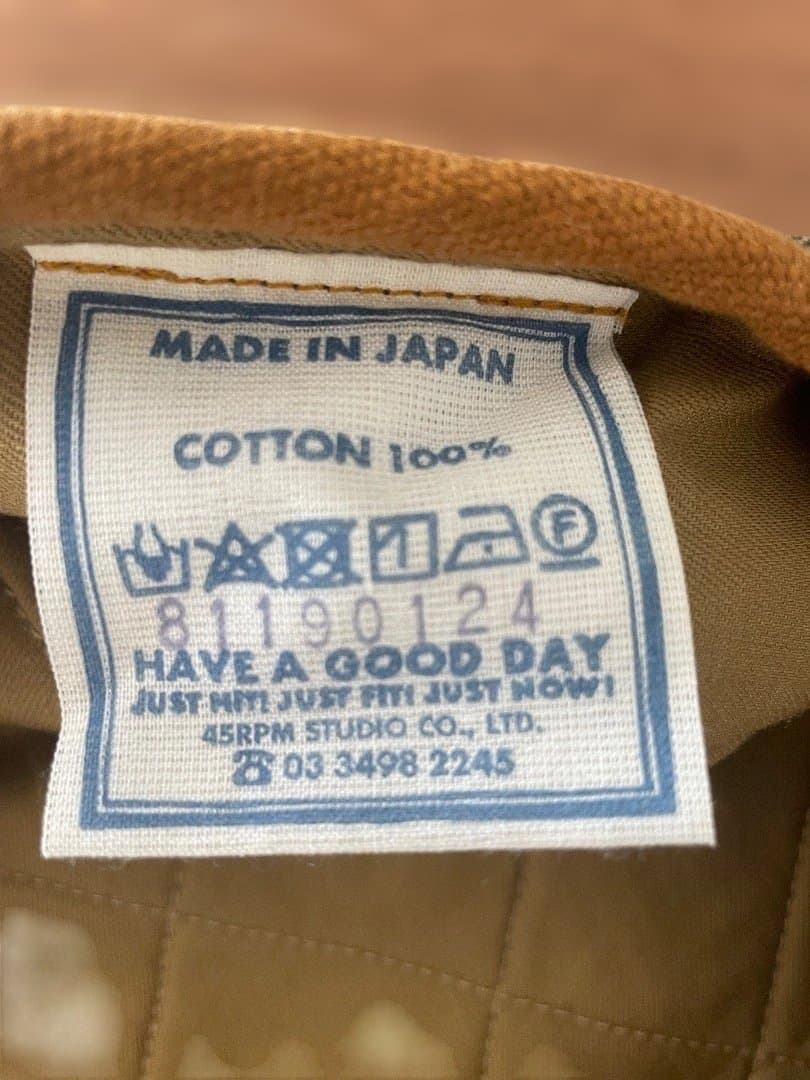 MADE IN JAPAN
COTTON 100%
F
81190124
HAVE A GOOD DAY
JUST HIT! JUST FIT! JUST NOW!
45RPM STUDIO CO., LTD.
☎ 03 3498 2245